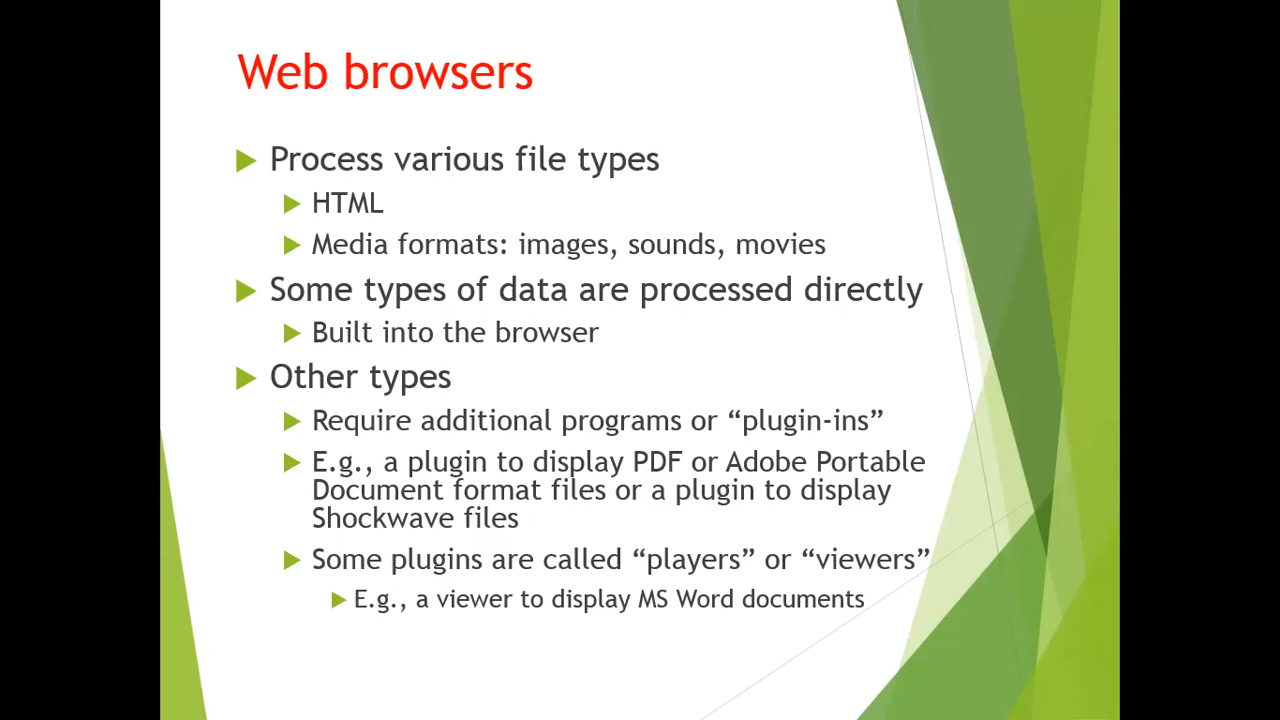 Web browsers
Process various file types
HTML
Media formats: images, sounds, movies
Some types of data are processed directly
Built into the browser
Other types
Require additional programs or “plugin-ins”
E.g., a plugin to display PDF or Adobe Portable
Document format files or a plugin to display
Shockwave files
Some plugins are called “players” or “viewers”
E.g., a viewer to display MS Word documents